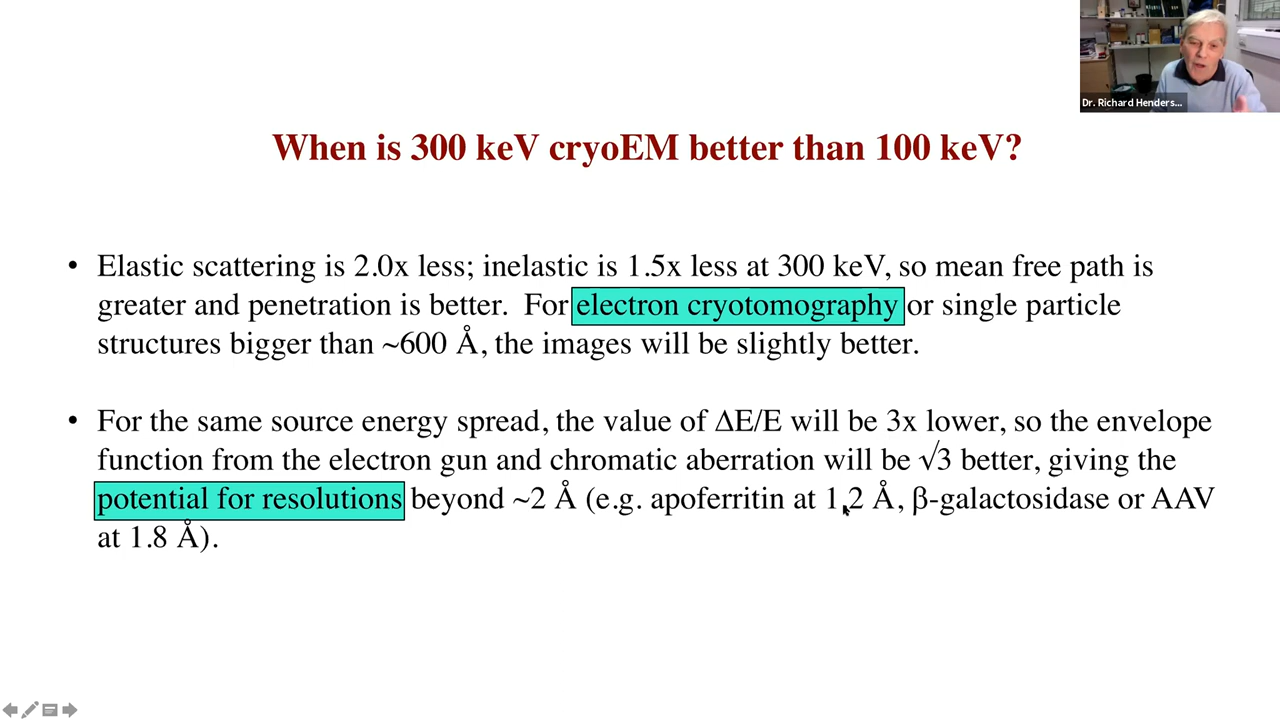 Dr. Richard Henders...
When is 300 keV cryoEM better than 100 keV?
• Elastic scattering is 2.0x less; inelastic is 1.5x less at 300 keV, so mean free path is
greater and penetration is better. For electron cryotomography or single particle
structures bigger than ~600 Å, the images will be slightly better.
• For the same source energy spread, the value of ΔE/E will be 3x lower, so the envelope
function from the electron gun and chromatic aberration will be √3 better, giving the
potential for resolutions beyond ~2 Å (e.g. apoferritin at 1.2 Å, β-galactosidase or AAV
at 1.8 Å).